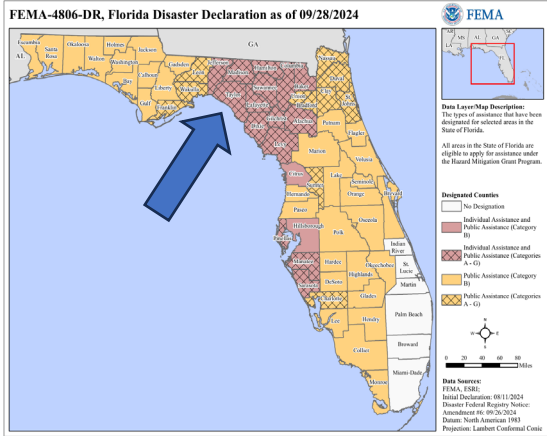 FEMA-4806-DR, Florida Disaster Declaration as of 09/28/2024
FEMA
GA
AL
AR
MS
AL
GA
SC
LA
FL
Escambia
Santa
Rosa
Okaloosa
Walton
Holmes
Washington
Bay
Jackson
Calhoun
Gulf
Liberty
Gadsden
Franklin
Leon
Wakulla
Jefferson
Madison
Taylor
Hamilton
Suwannee
Lafayette
Dixie
Columbia
Gilchrist
Levy
Baker
Union
Bradford
Alachua
Nassau
Duval
Clay
St.
Johns
Putnam
Flagler
Marion
Volusia
Citrus
Sumter
Lake
Hernando
Seminole
Orange
Brevard
Pasco
Hillsborough
Pinellas
Polk
Osceola
Indian
River
Manatee
Hardee
Okeechobee
St.
Lucie
Highlands
Sarasota
DeSoto
Martin
Charlotte
Glades
Palm Beach
Lee
Hendry
Collier
Broward
Monroe
Miami-Dade
Data Layer/Map Description:
The types of assistance that have been
designated for selected areas in the
State of Florida.
All areas in the State of Florida are
eligible to apply for assistance under
the Hazard Mitigation Grant Program.
Designated Counties
No Designation
Individual Assistance and
Public Assistance (Category
B)
Individual Assistance and
Public Assistance (Categories
A - G)
Public Assistance (Category
B)
Public Assistance (Categories
A - G)
N
W
E
S
0 20 40 60 80
Miles
Data Sources:
FEMA, ESRI;
Initial Declaration: 08/11/2024
Disaster Federal Registry Notice:
Amendment #6: 09/26/2024
Datum: North American 1983
Projection: Lambert Conformal Conic